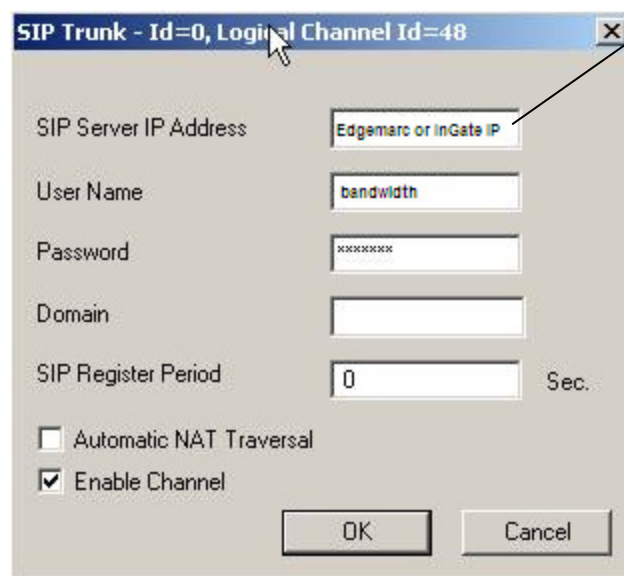 SIP Trunk - Id=0, Logical Channel Id=48
SIP Server IP Address Edgemarc or InGate IP
User Name bandwidth
Password xxxxxxx
Domain
SIP Register Period 0 Sec.
Automatic NAT Traversal
Enable Channel
OK Cancel